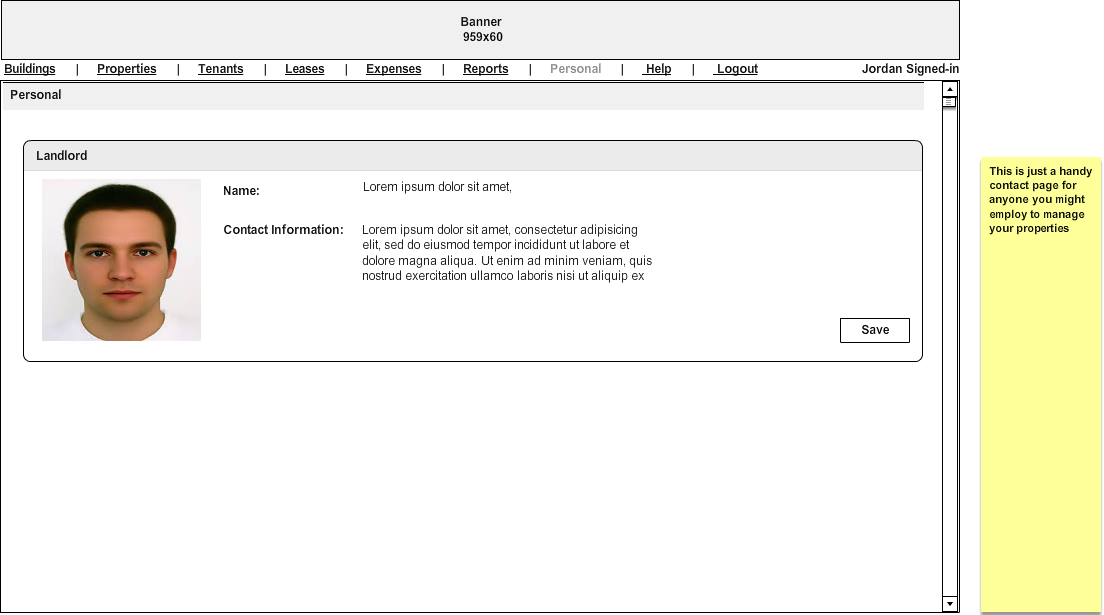 Banner
959x60
Buildings | Properties | Tenants | Leases | Expenses | Reports | Personal | Help | Logout Jordan Signed-in
Personal
Landlord
Name: Lorem ipsum dolor sit amet,
Contact Information: Lorem ipsum dolor sit amet, consectetur adipisicing
elit, sed do eiusmod tempor incididunt ut labore et
dolore magna aliqua. Ut enim ad minim veniam, quis
nostrud exercitation ullamco laboris nisi ut aliquip ex
Save
This is just a handy
contact page for
anyone you might
employ to manage
your properties